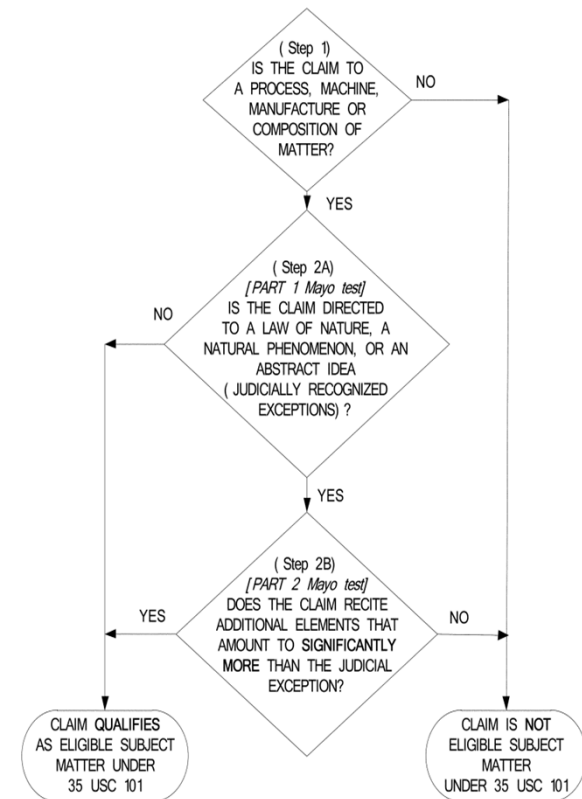 ( Step 1)
IS THE CLAIM TO
A PROCESS, MACHINE,
MANUFACTURE OR
COMPOSITION OF
MATTER?
NO
YES
( Step 2A)
[PART 1 Mayo test]
IS THE CLAIM DIRECTED
TO A LAW OF NATURE, A
NATURAL PHENOMENON, OR AN
ABSTRACT IDEA
( JUDICIALLY RECOGNIZED
EXCEPTIONS) ?
NO
YES
( Step 2B)
[PART 2 Mayo test]
DOES THE CLAIM RECITE
ADDITIONAL ELEMENTS THAT
AMOUNT TO SIGNIFICANTLY
MORE THAN THE JUDICIAL
EXCEPTION?
YES
NO
CLAIM QUALIFIES
AS ELIGIBLE SUBJECT
MATTER UNDER
35 USC 101
CLAIM IS NOT
ELIGIBLE SUBJECT
MATTER
UNDER 35 USC 101